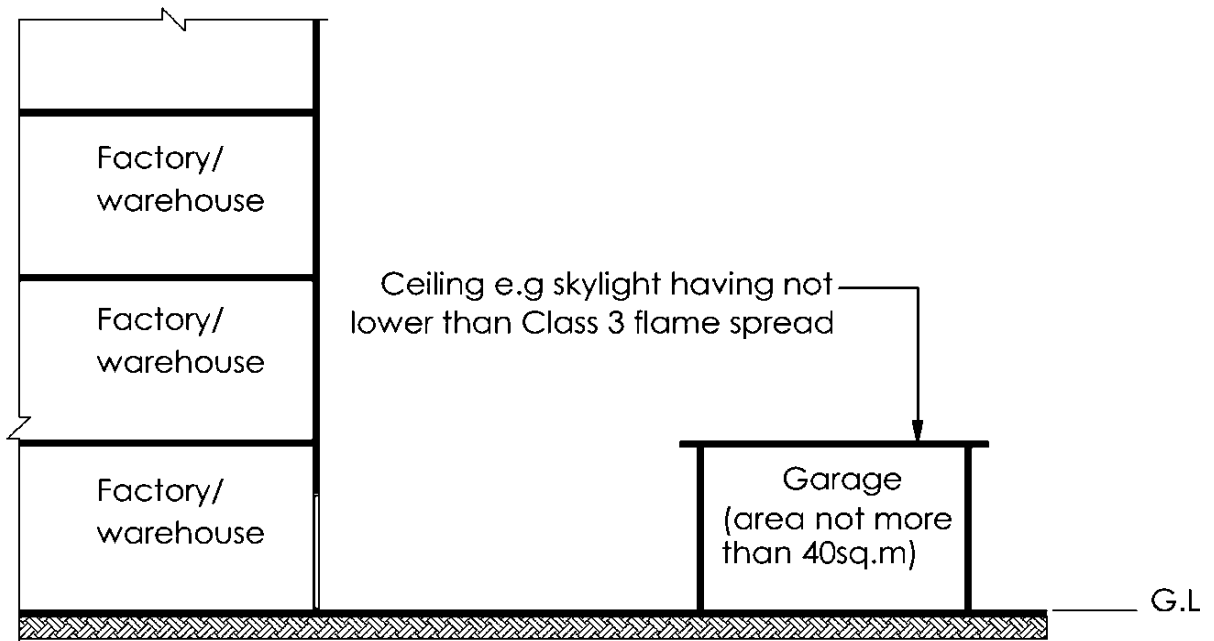 Factory/
warehouse
Factory/
warehouse
Ceiling e.g skylight having not
lower than Class 3 flame spread
Factory/
warehouse
Garage
(area not more
than 40sq.m)
G.L